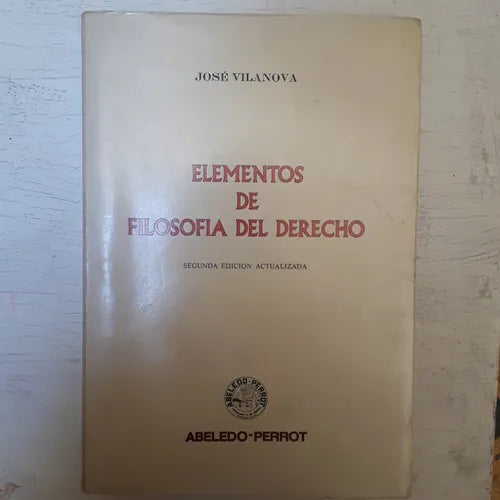 JOSÉ VILANOVA
ELEMENTOS
DE
FILOSOFIA DEL DERECHO
SEGUNDA EDICION ACTUALIZADA
ABELEDO-PERROT
ABELEDO-PERROT